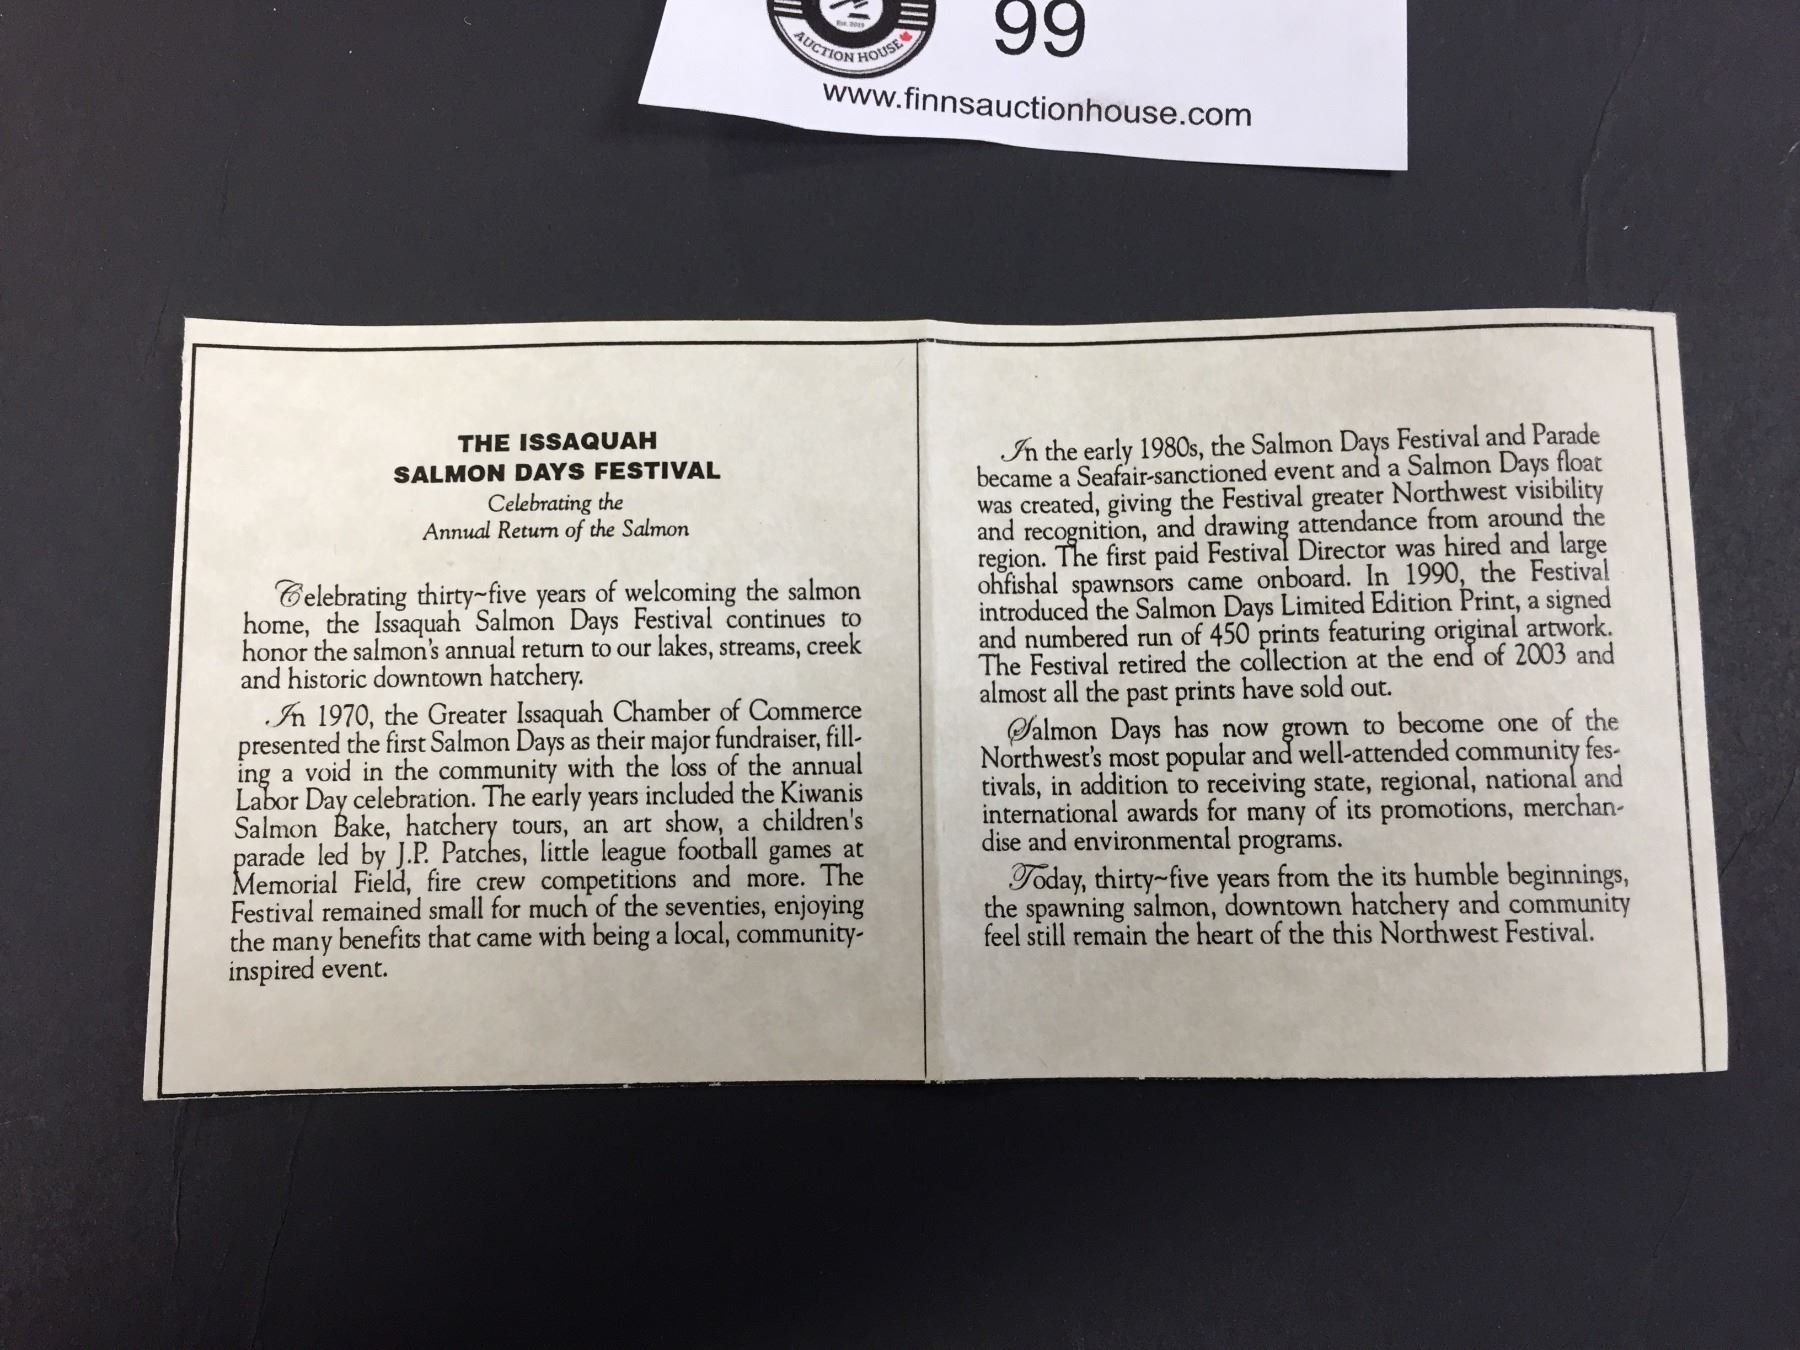 Est. 2019
AUCTION HOUSE
99
www.finnsauctionhouse.com
THE ISSAQUAH
SALMON DAYS FESTIVAL
Celebrating the
Annual Return of the Salmon
Celebrating thirty~five years of welcoming the salmon
home, the Issaquah Salmon Days Festival continues to
honor the salmon's annual return to our lakes, streams, creek
and historic downtown hatchery.
In 1970, the Greater Issaquah Chamber of Commerce
presented the first Salmon Days as their major fundraiser, fill-
ing a void in the community with the loss of the annual
Labor Day celebration. The early years included the Kiwanis
Salmon Bake, hatchery tours, an art show, a children's
parade led by J.P. Patches, little league football games at
Memorial Field, fire crew competitions and more. The
Festival remained small for much of the seventies, enjoying
the many benefits that came with being a local, community-
inspired event.
In the early 1980s, the Salmon Days Festival and Parade
became a Seafair-sanctioned event and a Salmon Days float
was created, giving the Festival greater Northwest visibility
and recognition, and drawing attendance from around the
region. The first paid Festival Director was hired and large
ohfishal spawnsors came onboard. In 1990, the Festival
introduced the Salmon Days Limited Edition Print, a signed
and numbered run of 450 prints featuring original artwork.
The Festival retired the collection at the end of 2003 and
almost all the past prints have sold out.
Salmon Days has now grown to become one of the
Northwest's most popular and well-attended community fes-
tivals, in addition to receiving state, regional, national and
international awards for many of its promotions, merchan-
dise and environmental programs.
Today, thirty~five years from the its humble beginnings,
the spawning salmon, downtown hatchery and community
feel still remain the heart of the this Northwest Festival.